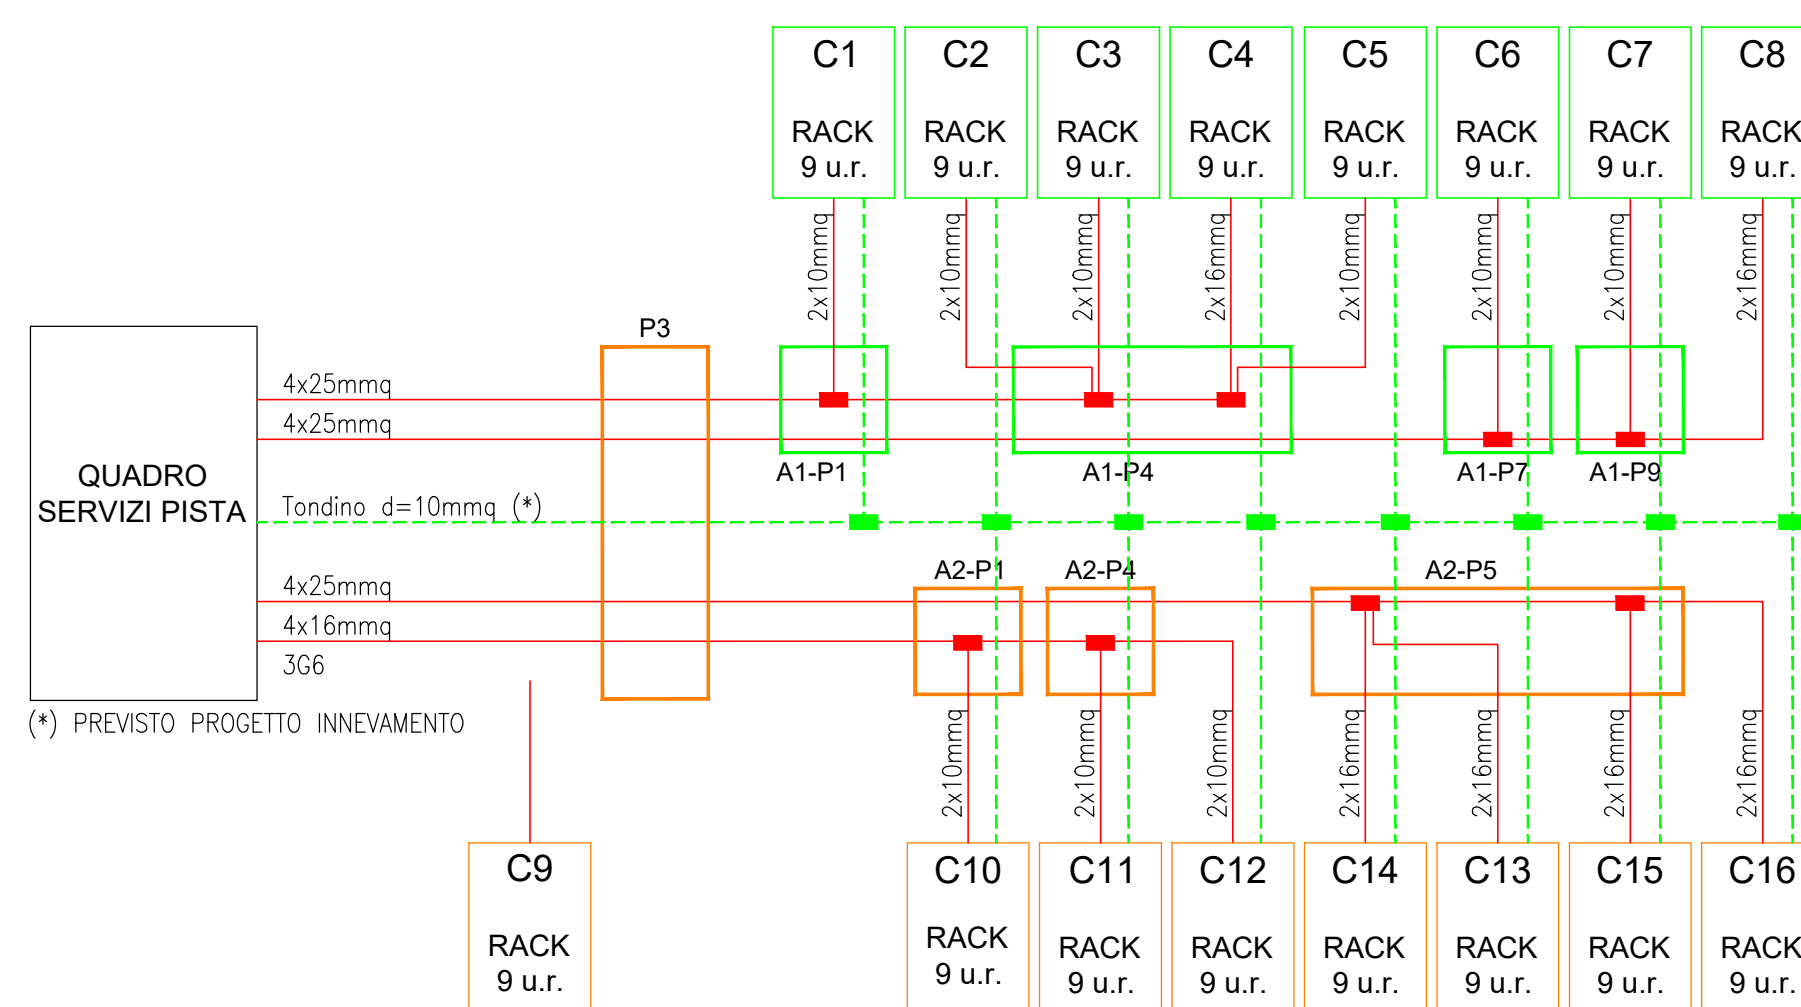 C1
C2
C3
C4
C5
C6
C7
C8
RACK
9 u.r.
RACK
9 u.r.
RACK
9 u.r.
RACK
9 u.r.
RACK
9 u.r.
RACK
9 u.r.
RACK
9 u.r.
RACK
9 u.r.
2x10mmq
2x10mmq
2x10mmq
2x16mmq
2x10mmq
2x10mmq
2x10mmq
2x16mmq
P3
4x25mmq
4x25mmq
A1-P1
A1-P4
A1-P7
A1-P9
QUADRO
SERVIZI PISTA
Tondino d=10mmq (*)
A2-P1
A2-P4
A2-P5
4x25mmq
4x16mmq
3G6
(*) PREVISTO PROGETTO INNEVAMENTO
2x10mmq
2x10mmq
2x10mmq
2x16mmq
2x16mmq
2x16mmq
2x16mmq
C9
C10
C11
C12
C14
C13
C15
C16
RACK
9 u.r.
RACK
9 u.r.
RACK
9 u.r.
RACK
9 u.r.
RACK
9 u.r.
RACK
9 u.r.
RACK
9 u.r.
RACK
9 u.r.